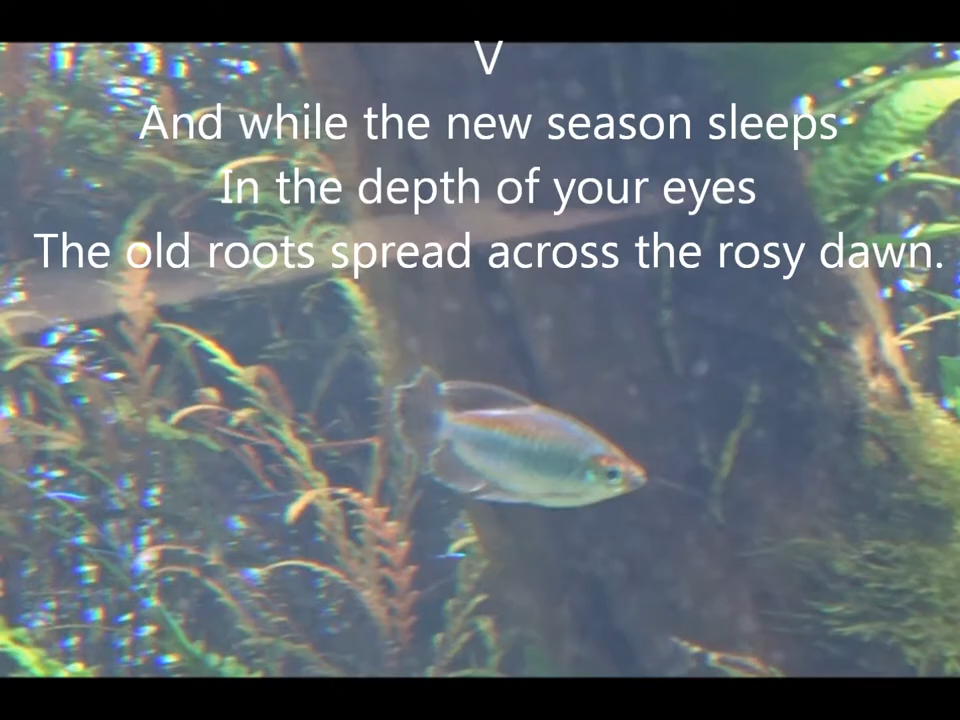 V
And while the new season sleeps
In the depth of your eyes
The old roots spread across the rosy dawn.